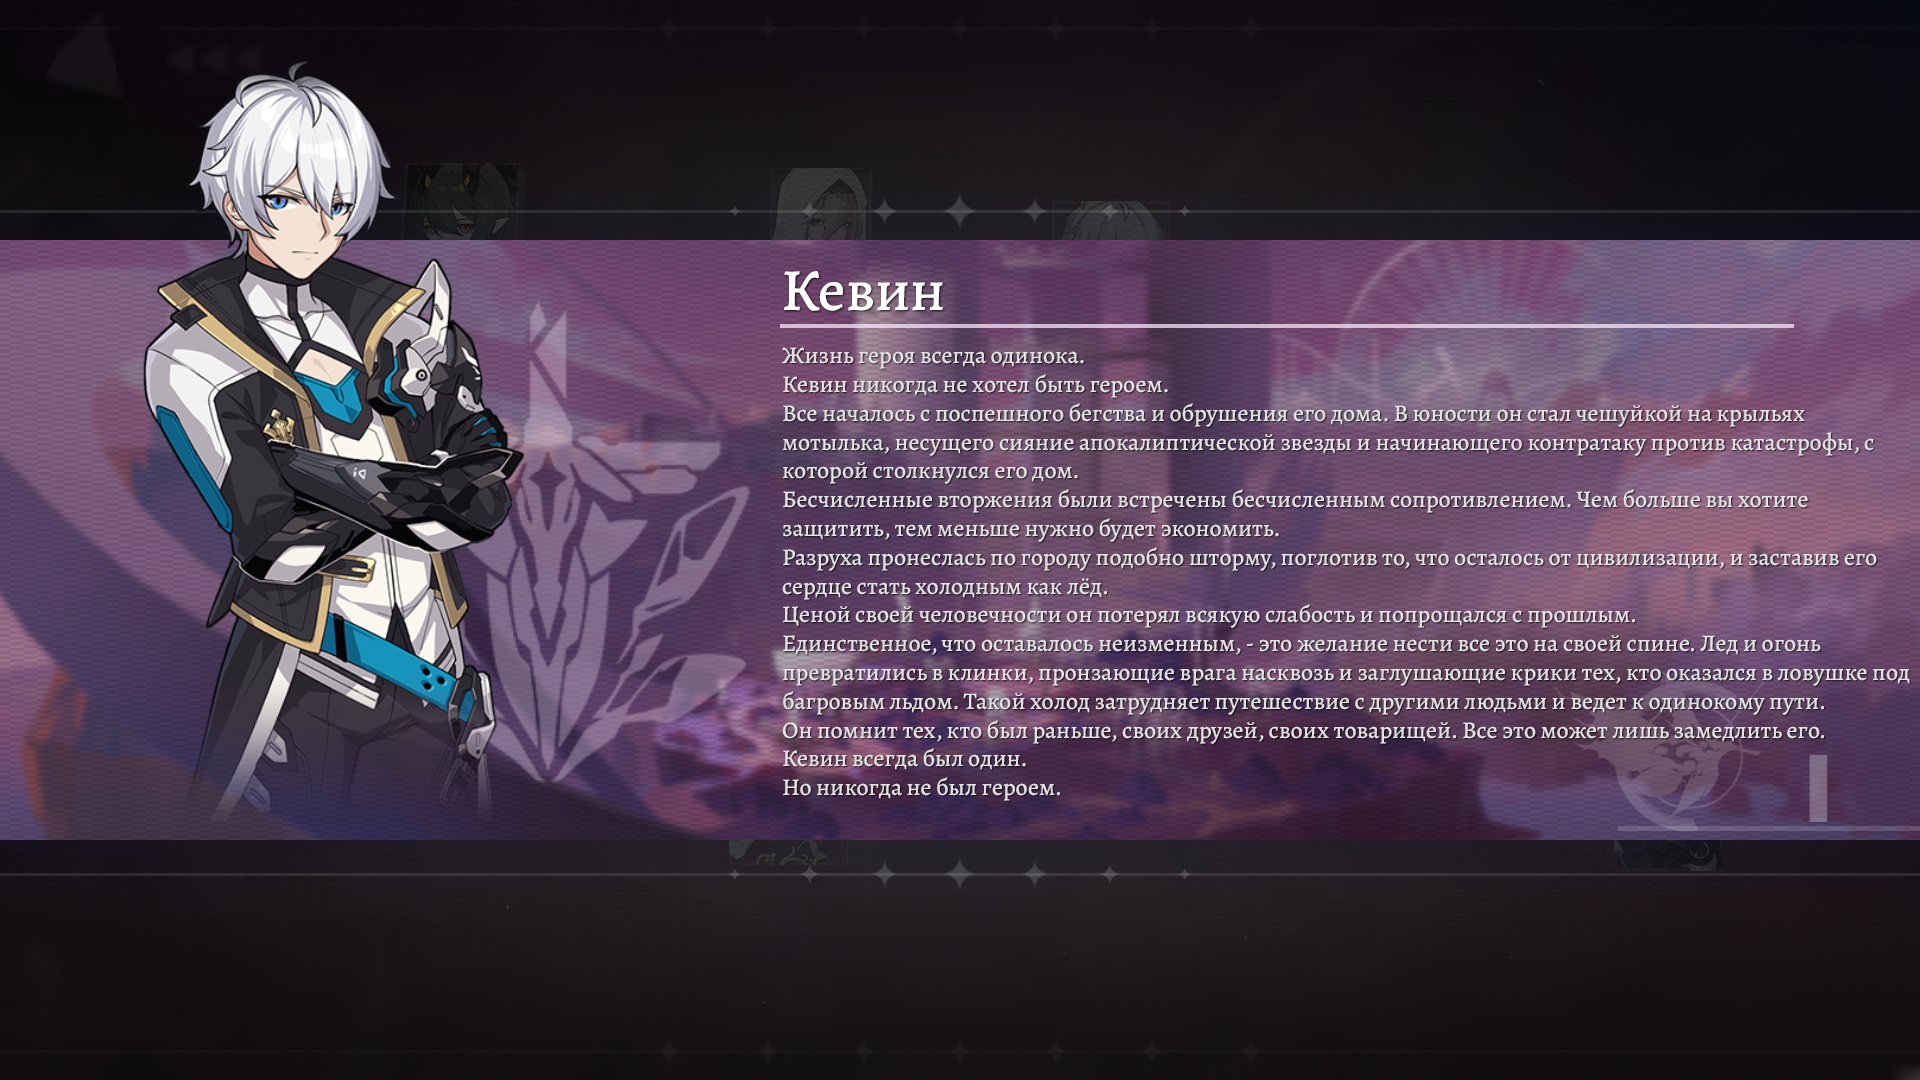 Кевин
Жизнь героя всегда одинока.
Кевин никогда не хотел быть героем.
Все началось с поспешного бегства и обрушения его дома. В юности он стал чешуйкой на крыльях
мотылька, несущего сияние апокалиптической звезды и начинающего контратаку против катастрофы, с
которой столкнулся его дом.
Бесчисленные вторжения были встречены бесчисленным сопротивлением. Чем больше вы хотите
защитить, тем меньше нужно будет экономить.
Разруха пронеслась по городу подобно шторму, поглотив то, что осталось от цивилизации, и заставив его
сердце стать холодным как лёд.
Ценой своей человечности он потерял всякую слабость и попрощался с прошлым.
Единственное, что оставалось неизменным, - это желание нести все это на своей спине. Лед и огонь
превратились в клинки, пронзающие врага насквозь и заглушающие крики тех, кто оказался в ловушке под
багровым льдом. Такой холод затрудняет путешествие с другими людьми и ведет к одинокому пути.
Он помнит тех, кто был раньше, своих друзей, своих товарищей. Все это может лишь замедлить его.
Кевин всегда был один.
Но никогда не был героем.
I